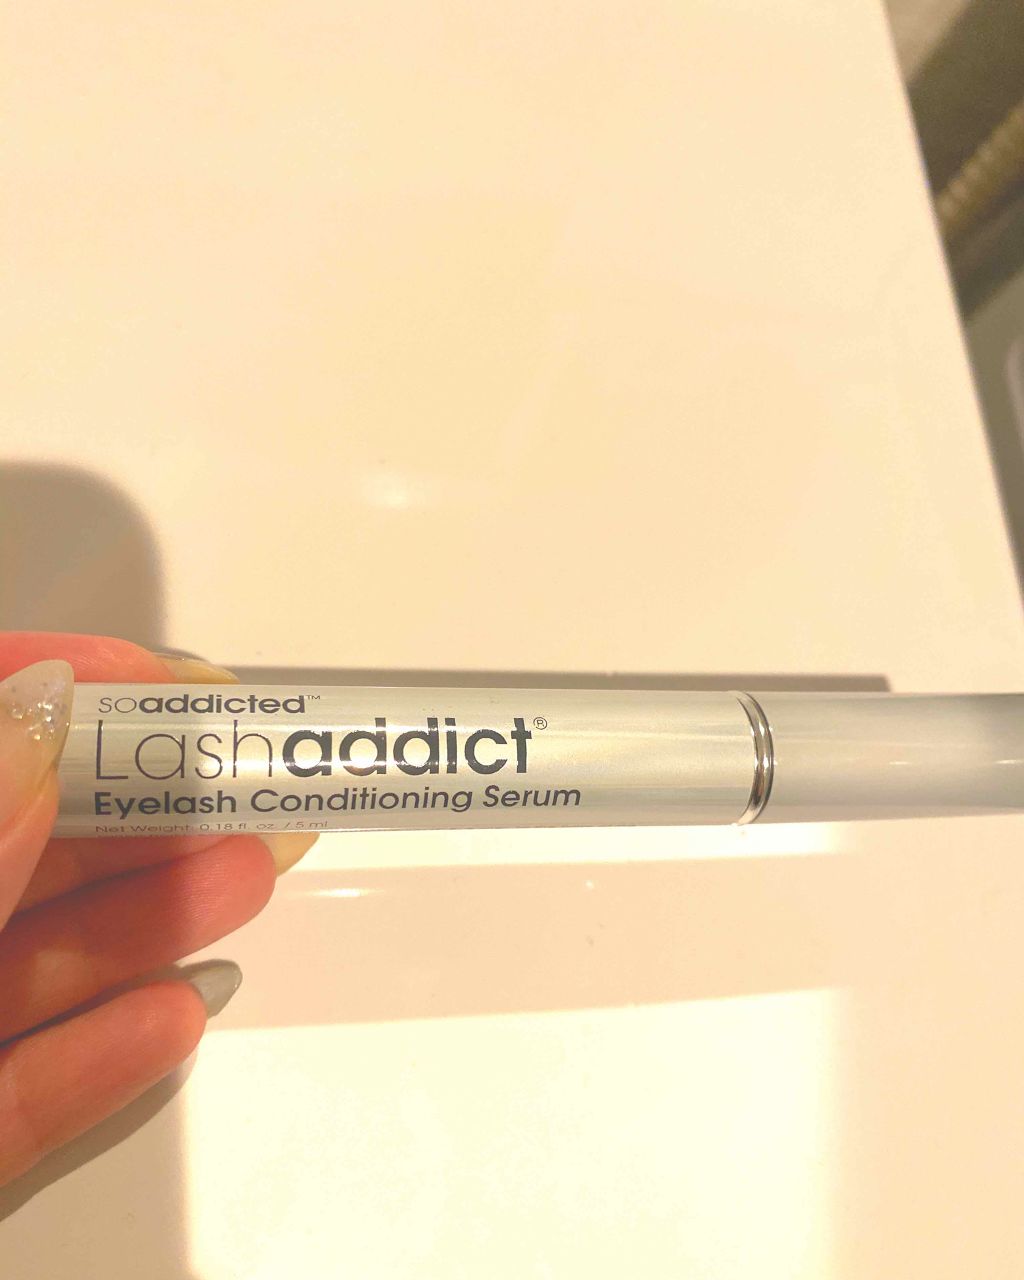 soaddicted™
Lashaddict®
Eyelash Conditioning Serum
Net Weight: 0.18 fl. oz. / 5 ml